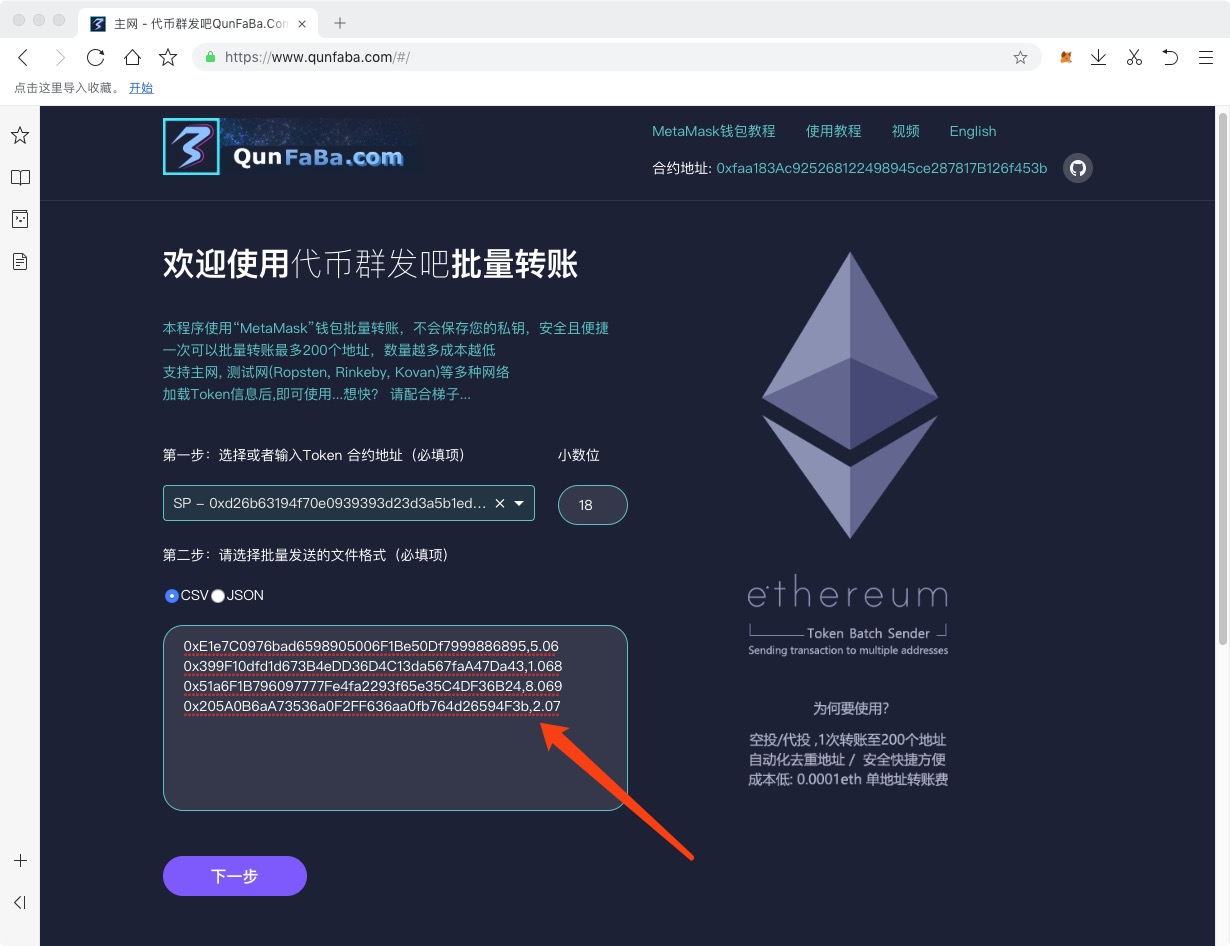 主网 - 代币群发吧QunFaBa.Con
https://www.qunfaba.com/#/
点击这里导入收藏。 开始
QunFaBa.com
MetaMask钱包教程 使用教程 视频 English
合约地址: 0xfaa183Ac925268122498945ce287817B126f453b
欢迎使用代币群发吧批量转账
本程序使用“MetaMask”钱包批量转账，不会保存您的私钥，安全且便捷
一次可以批量转账最多200个地址，数量越多成本越低
支持主网, 测试网(Ropsten, Rinkeby, Kovan)等多种网络
加载Token信息后,即可使用...想快？ 请配合梯子...
第一步：选择或者输入Token 合约地址（必填项） 小数位
SP – 0xd26b63194f70e0939393d23d3a5b1ed... 18
第二步：请选择批量发送的文件格式（必填项）
CSV JSON
0xE1e7C0976bad6598905006F1Be50Df7999886895,5.06
0x399F10dfd1d673B4eDD36D4C13da567faA47Da43,1.068
0x51a6F1B796097777Fe4fa2293f65e35C4DF36B24,8.069
0x205A0B6aA73536a0F2FF636aa0fb764d26594F3b,2.07
下一步
ethereum
Token Batch Sender
Sending transaction to multiple addresses
为何要使用？
空投/代投 ,1次转账至200个地址
自动化去重地址 / 安全快捷方便
成本低: 0.0001eth 单地址转账费